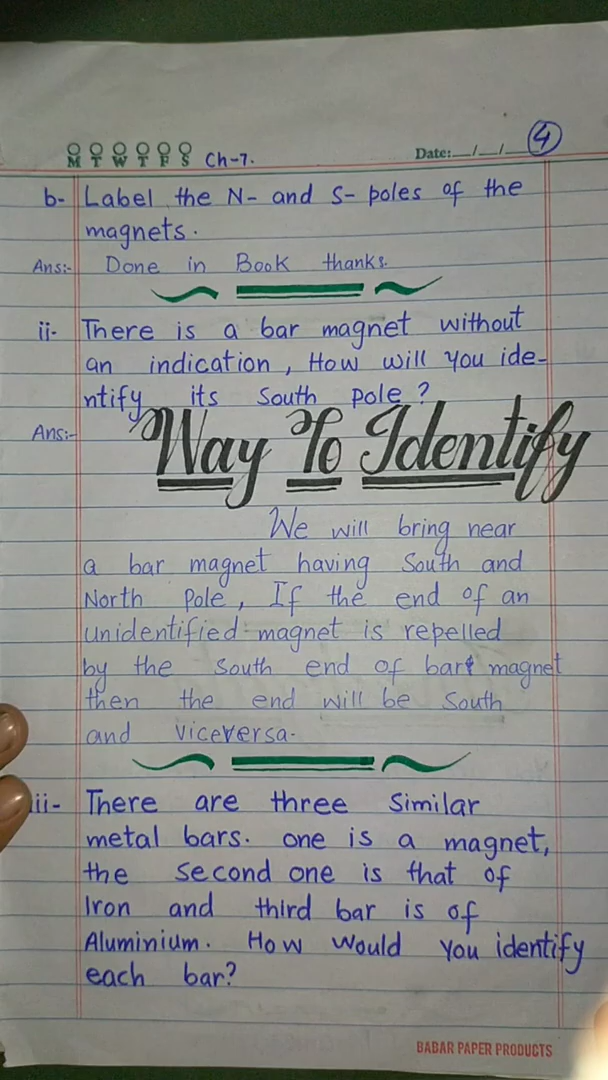 M T W T F S Ch-7. Date:__/__/__ 4
b- Label the N- and S- poles of the
magnets.
Ans:- Done in Book thanks.
ii- There is a bar magnet without
an indication, How will you ide-
ntify its South pole?
Ans:- Way To Identify
We will bring near
a bar magnet having South and
North Pole, If the end of an
unidentified magnet is repelled
by the South end of bar magnet
then the end will be South
and Viceversa.
ii- There are three Similar
metal bars. one is a magnet,
the Second one is that of
Iron and third bar is of
Aluminium. How would you identify
each bar?
BABAR PAPER PRODUCTS